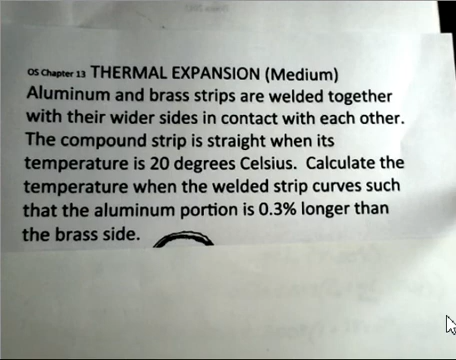 OS Chapter 13 THERMAL EXPANSION (Medium)
Aluminum and brass strips are welded together
with their wider sides in contact with each other.
The compound strip is straight when its
temperature is 20 degrees Celsius.  Calculate the
temperature when the welded strip curves such
that the aluminum portion is 0.3% longer than
the brass side.